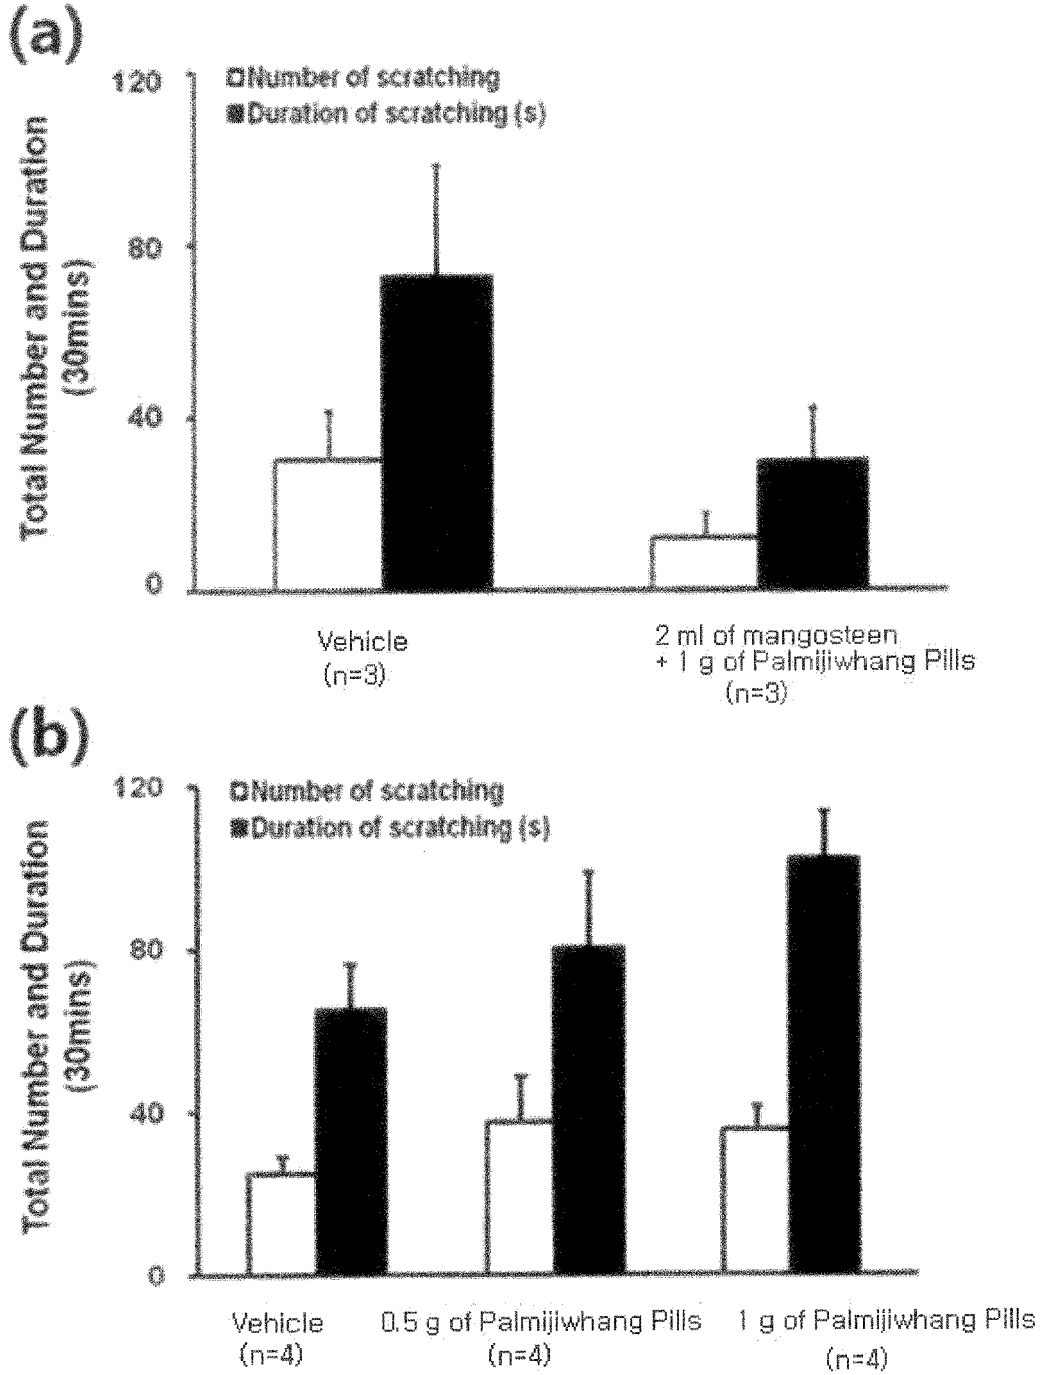 (a)
120
80
40
0
Total Number and Duration
(30mins)
Number of scratching
Duration of scratching (s)
Vehicle
(n=3)
2 ml of mangosteen
+ 1 g of Palmijiwhang Pills
(n=3)
(b)
120
80
40
0
Total Number and Duration
(30mins)
Number of scratching
Duration of scratching (s)
Vehicle
(n=4)
0.5 g of Palmijiwhang Pills
(n=4)
1 g of Palmijiwhang Pills
(n=4)